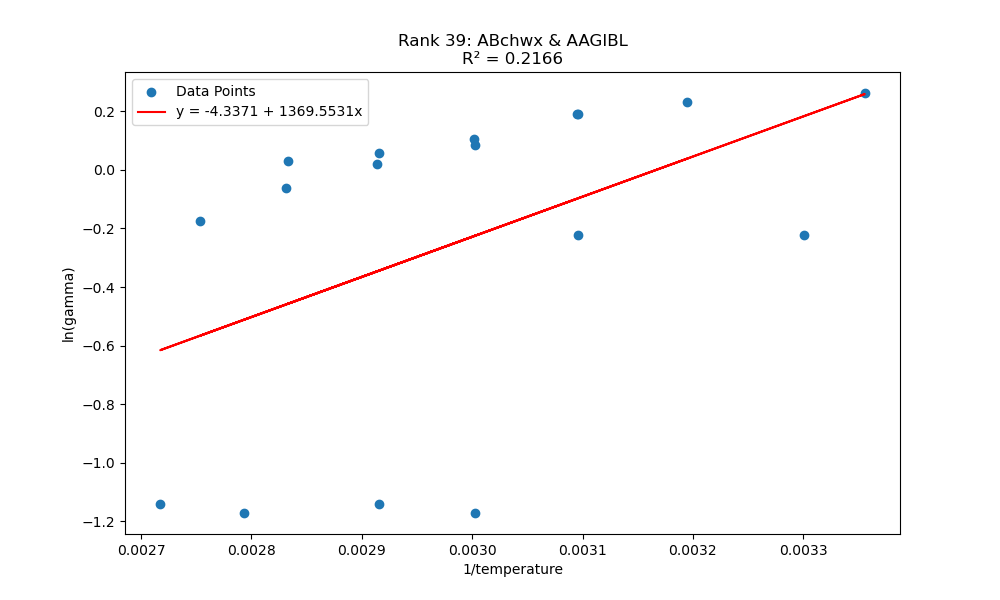 Rank 39: ABchwx & AAGIBL
R² = 0.2166
Data Points
y = -4.3371 + 1369.5531x
ln(gamma)
0.2
0.0
−0.2
−0.4
−0.6
−0.8
−1.0
−1.2
0.0027
0.0028
0.0029
0.0030
0.0031
0.0032
0.0033
1/temperature